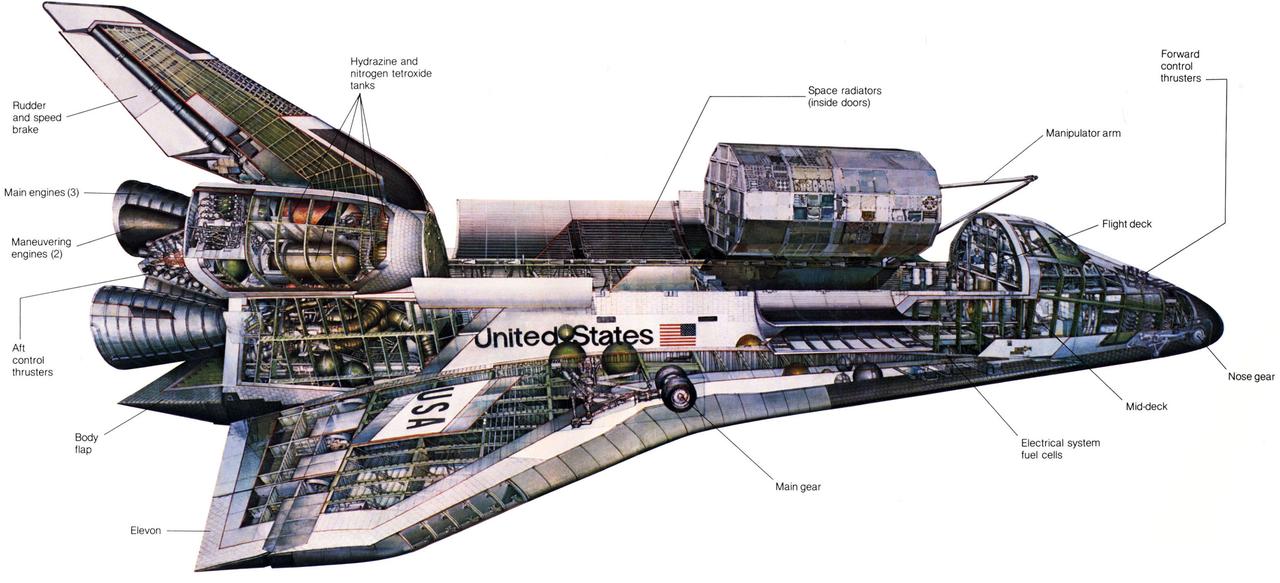 Hydrazine and
nitrogen tetroxide
tanks
Forward
control
thrusters
Rudder
and speed
brake
Space radiators
(inside doors)
Manipulator arm
Main engines (3)
Flight deck
Maneuvering
engines (2)
United States
Aft
control
thrusters
Nose gear
USA
Mid-deck
Body
flap
Electrical system
fuel cells
Main gear
Elevon